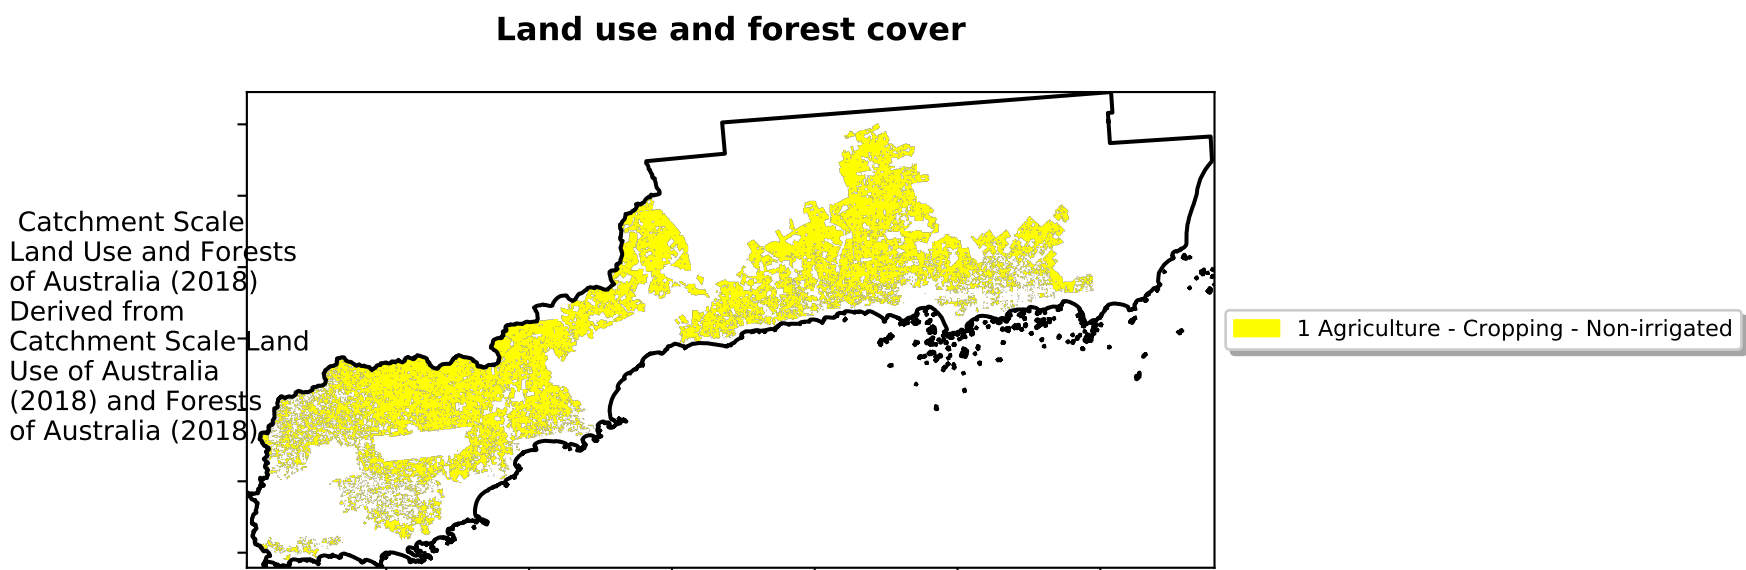 Land use and forest cover
Catchment Scale
Land Use and Forests
of Australia (2018)
Derived from
Catchment Scale Land
Use of Australia
(2018) and Forests
of Australia (2018)
1 Agriculture - Cropping - Non-irrigated